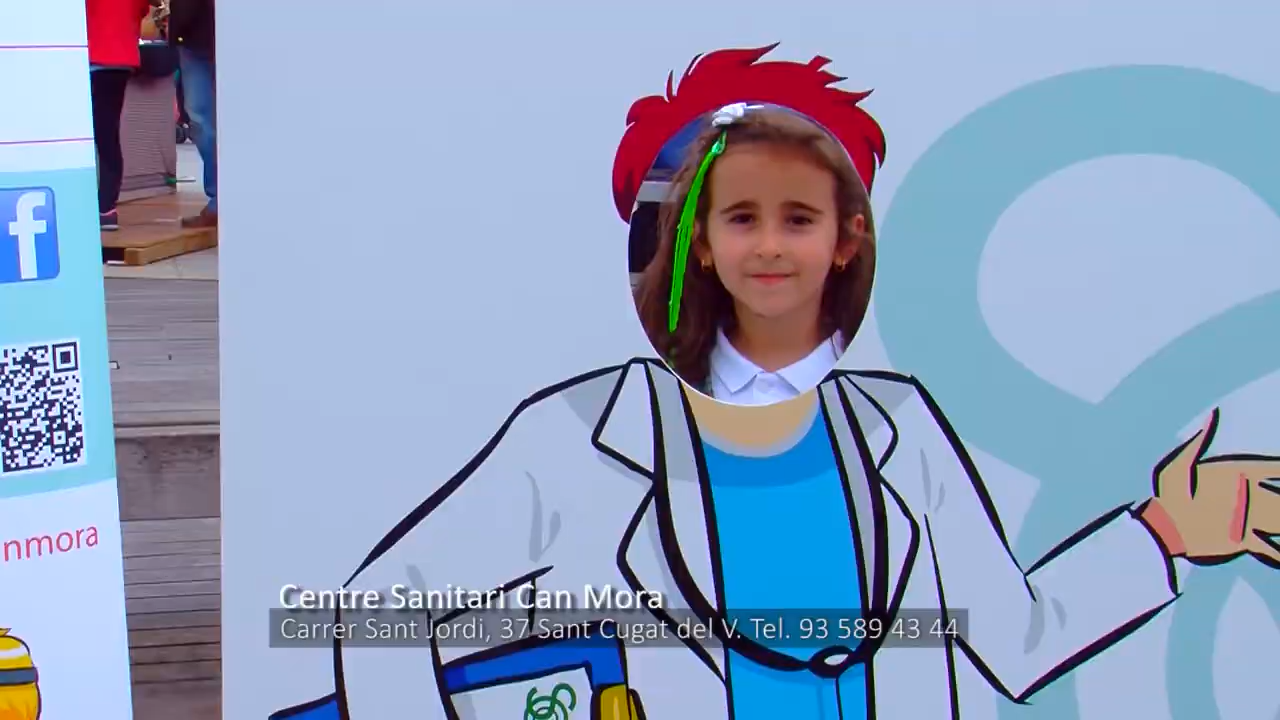 f
nmora
Centre Sanitari Can Mora
Carrer Sant Jordi, 37 Sant Cugat del V. Tel. 93 589 43 44